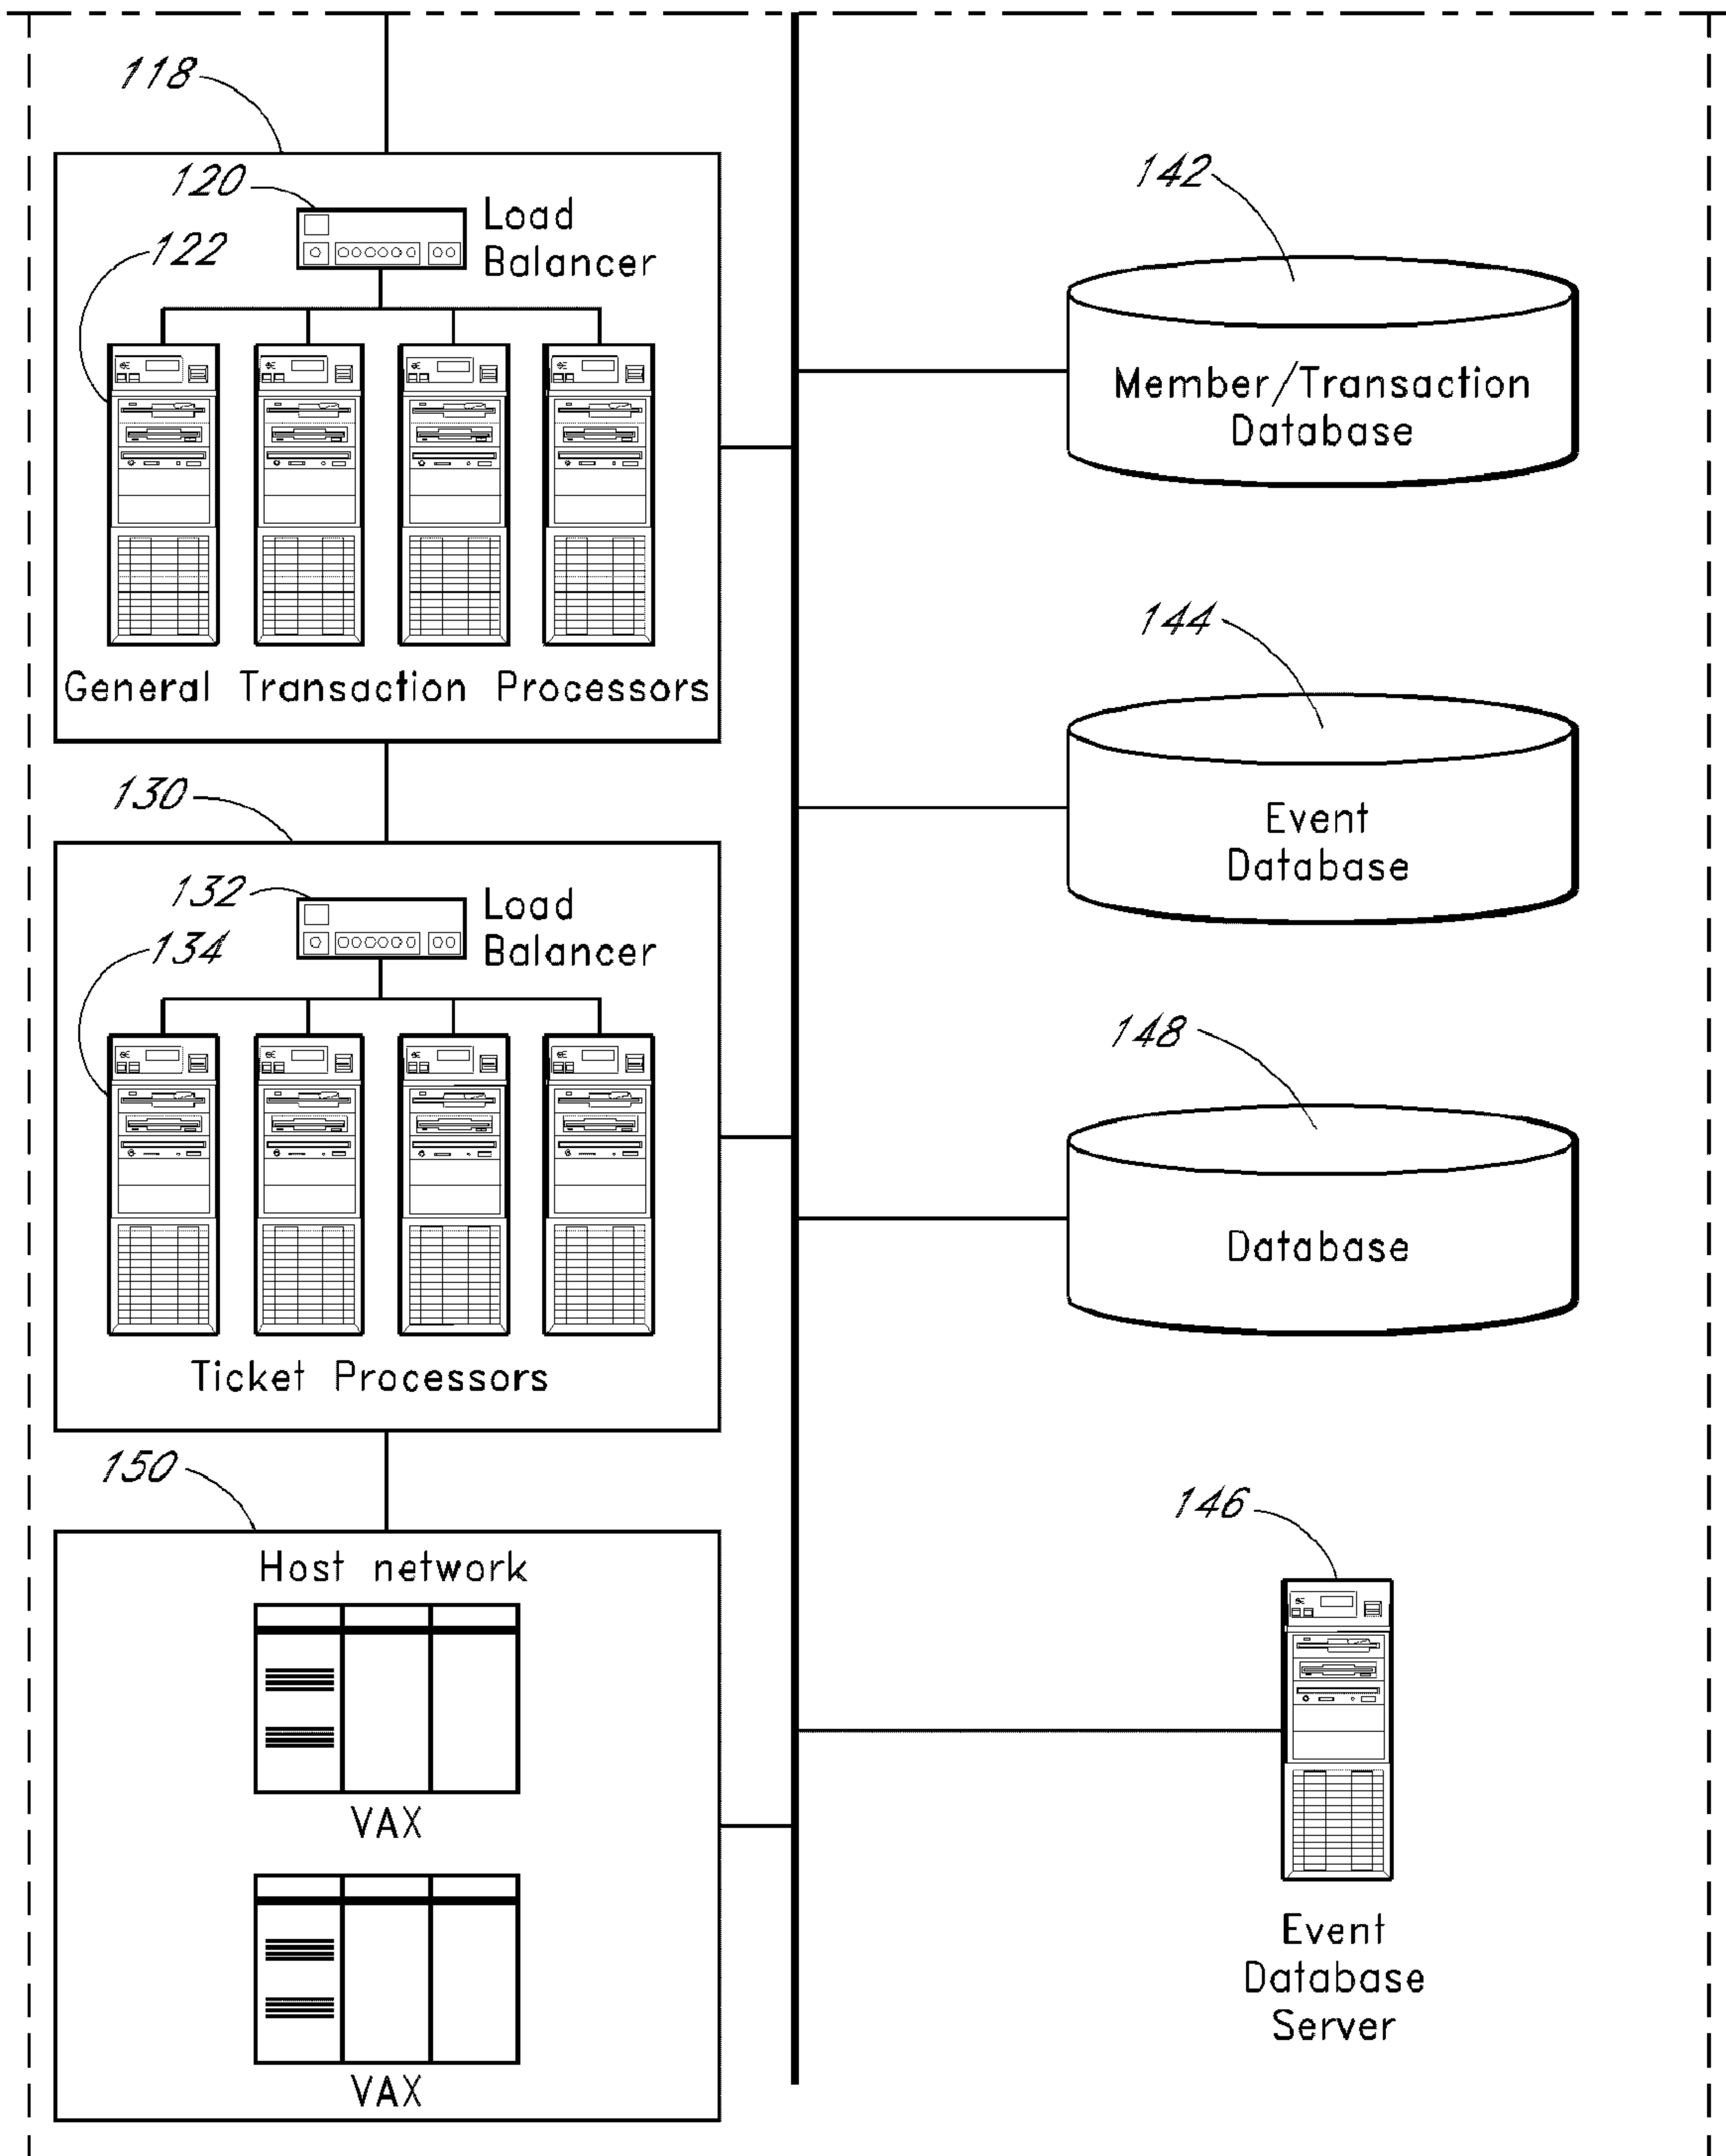 118
120
Load
Balancer
122
General Transaction Processors
130
132
Load
Balancer
134
Ticket Processors
150
Host network
VAX
VAX
142
Member/Transaction
Database
144
Event
Database
148
Database
146
Event
Database
Server